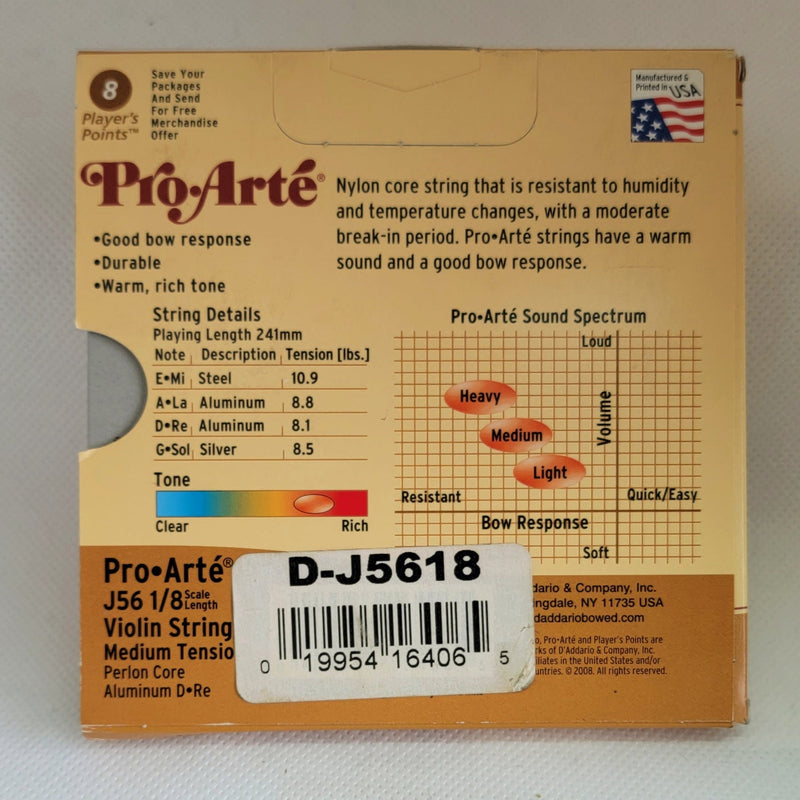 8
Player's
Points™
Save Your
Packages
And Send
For Free
Merchandise
Offer
Manufactured &
Printed in USA
Pro•Arté®
•Good bow response
•Durable
•Warm, rich tone
Nylon core string that is resistant to humidity
and temperature changes, with a moderate
break-in period. Pro•Arté strings have a warm
sound and a good bow response.
String Details
Playing Length 241mm
Note Description Tension [lbs.]
E•Mi Steel 10.9
A•La Aluminum 8.8
D•Re Aluminum 8.1
G•Sol Silver 8.5
Tone
Clear Rich
Pro•Arté Sound Spectrum
Loud
Volume
Heavy
Medium
Light
Resistant Quick/Easy
Bow Response
Soft
Pro•Arté®
J56 1/8 Scale Length
Violin String
Medium Tensio
Perlon Core
Aluminum D•Re
D-J5618
0 19954 16406 5
dario & Company, Inc.
ingdale, NY 11735 USA
daddariobowed.com
o, Pro•Arté and Player's Points are
rks of D'Addario & Company, Inc.
iliates in the United States and/or
untries. © 2008. All rights reserved.